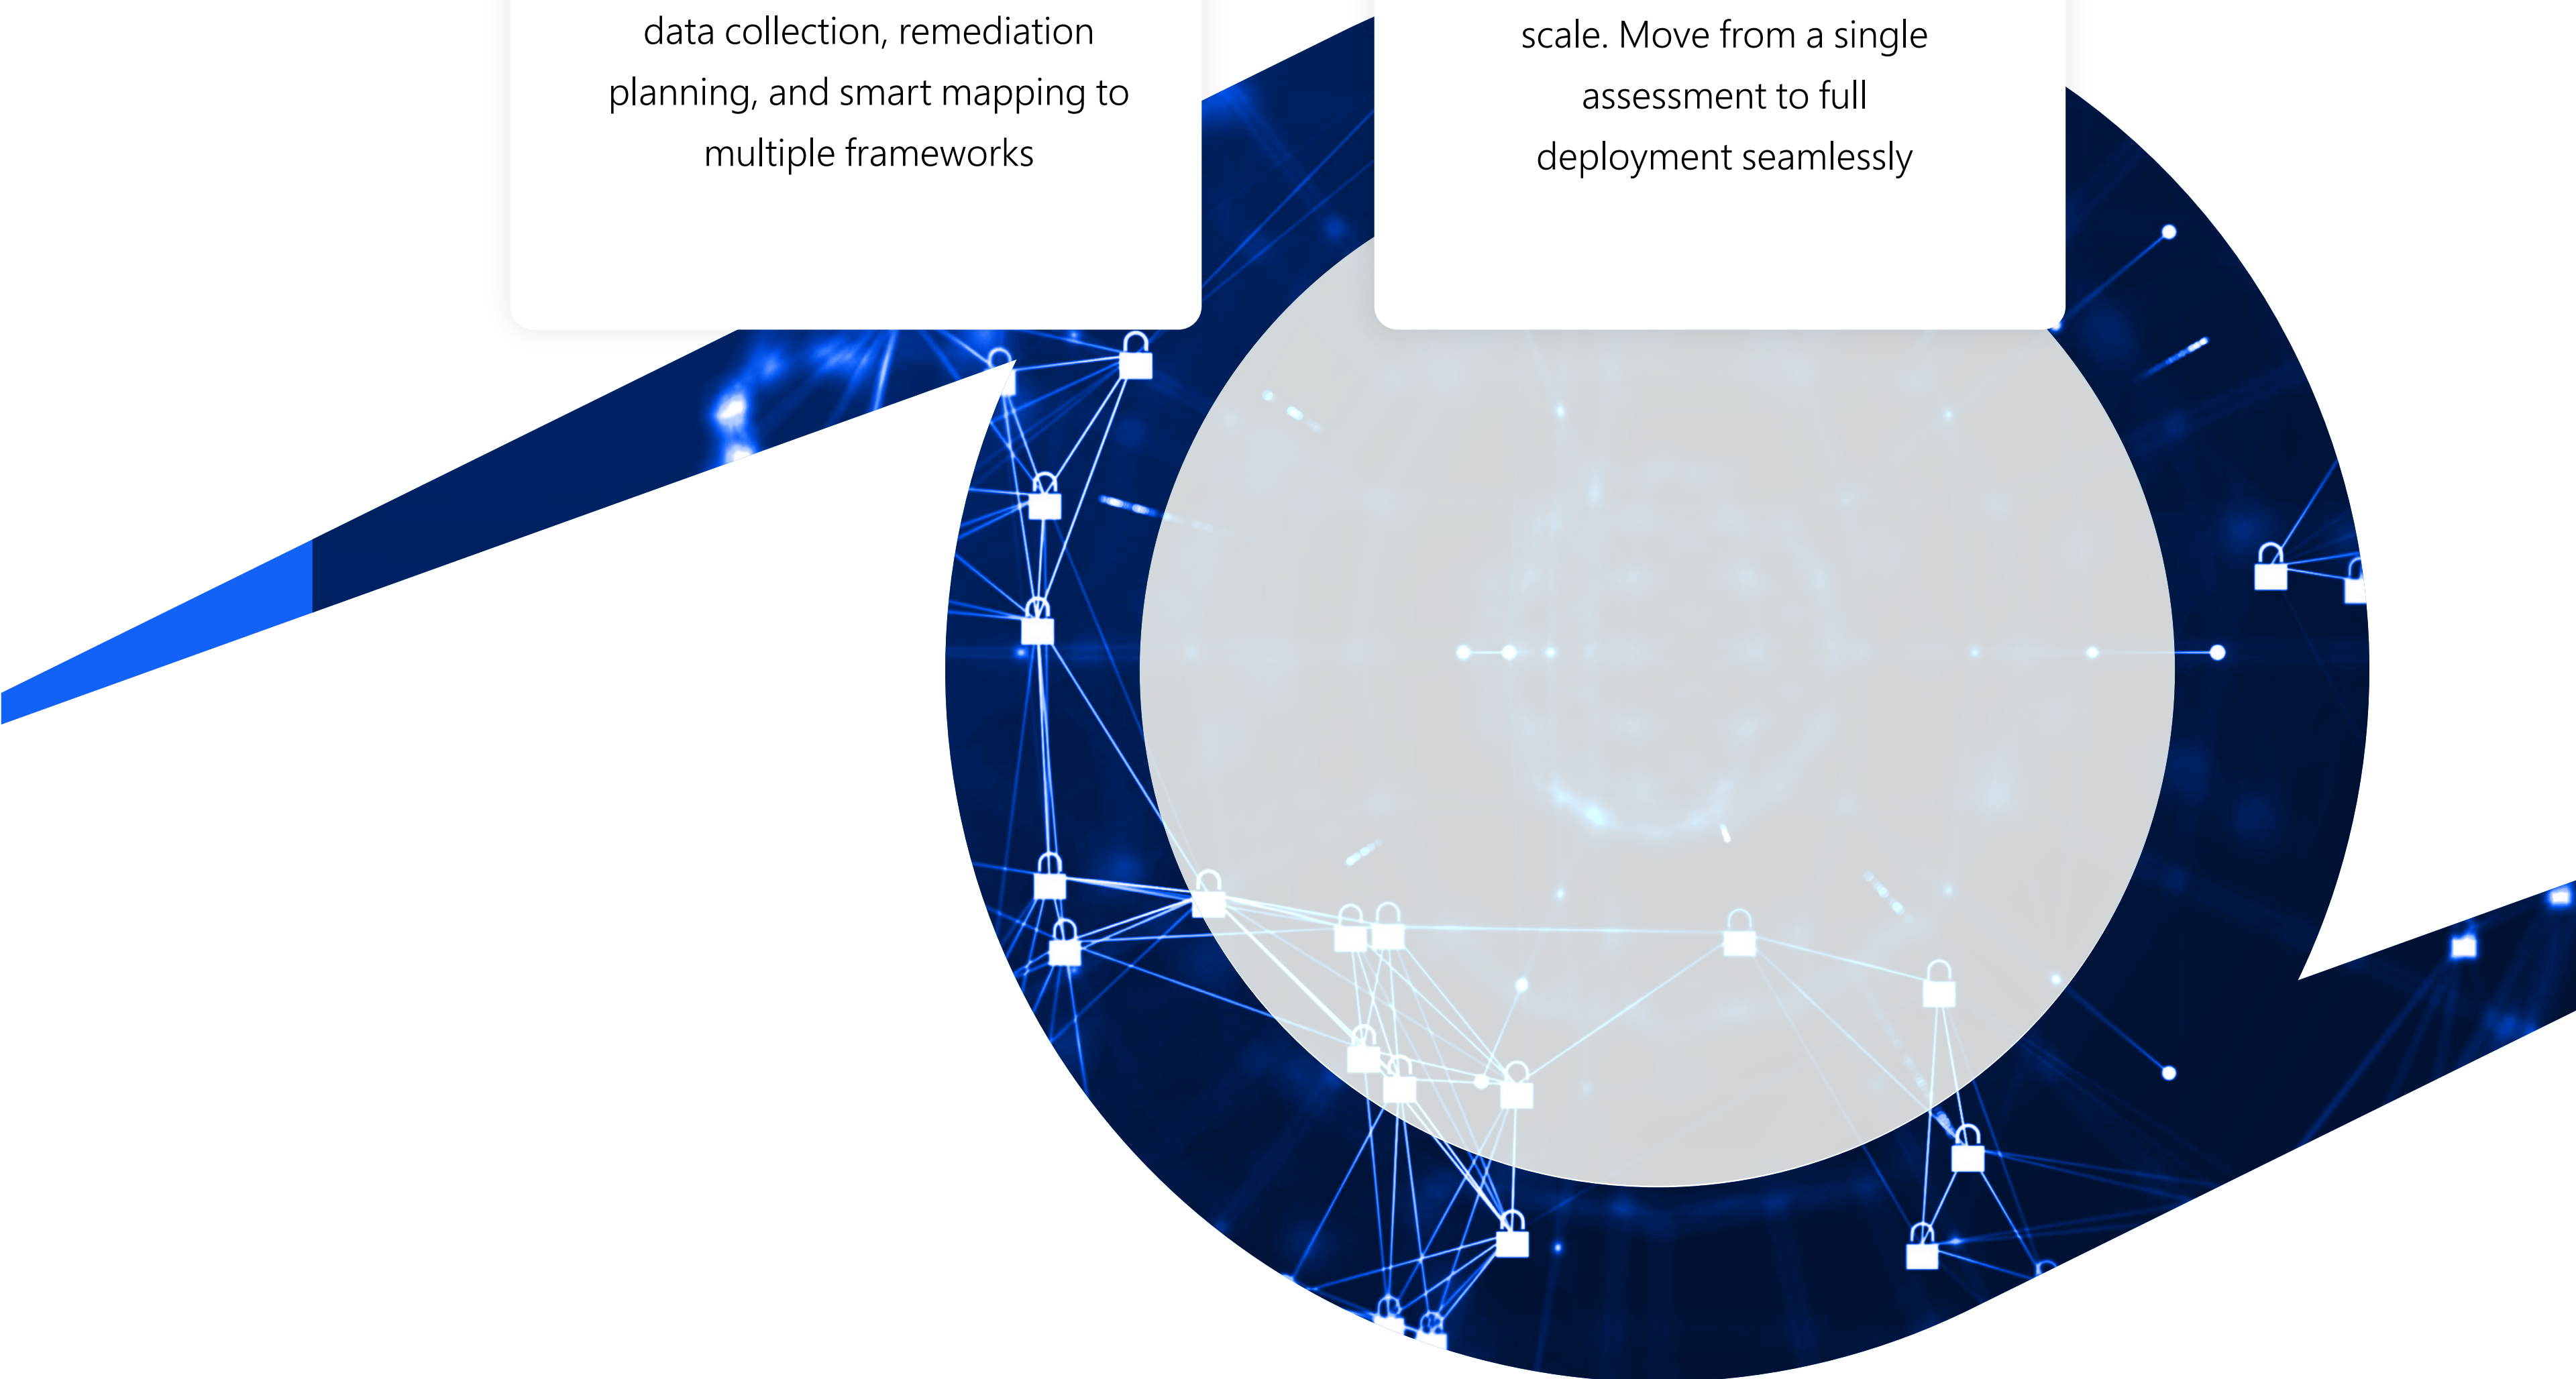 data collection, remediation
planning, and smart mapping to
multiple frameworks
scale. Move from a single
assessment to full
deployment seamlessly